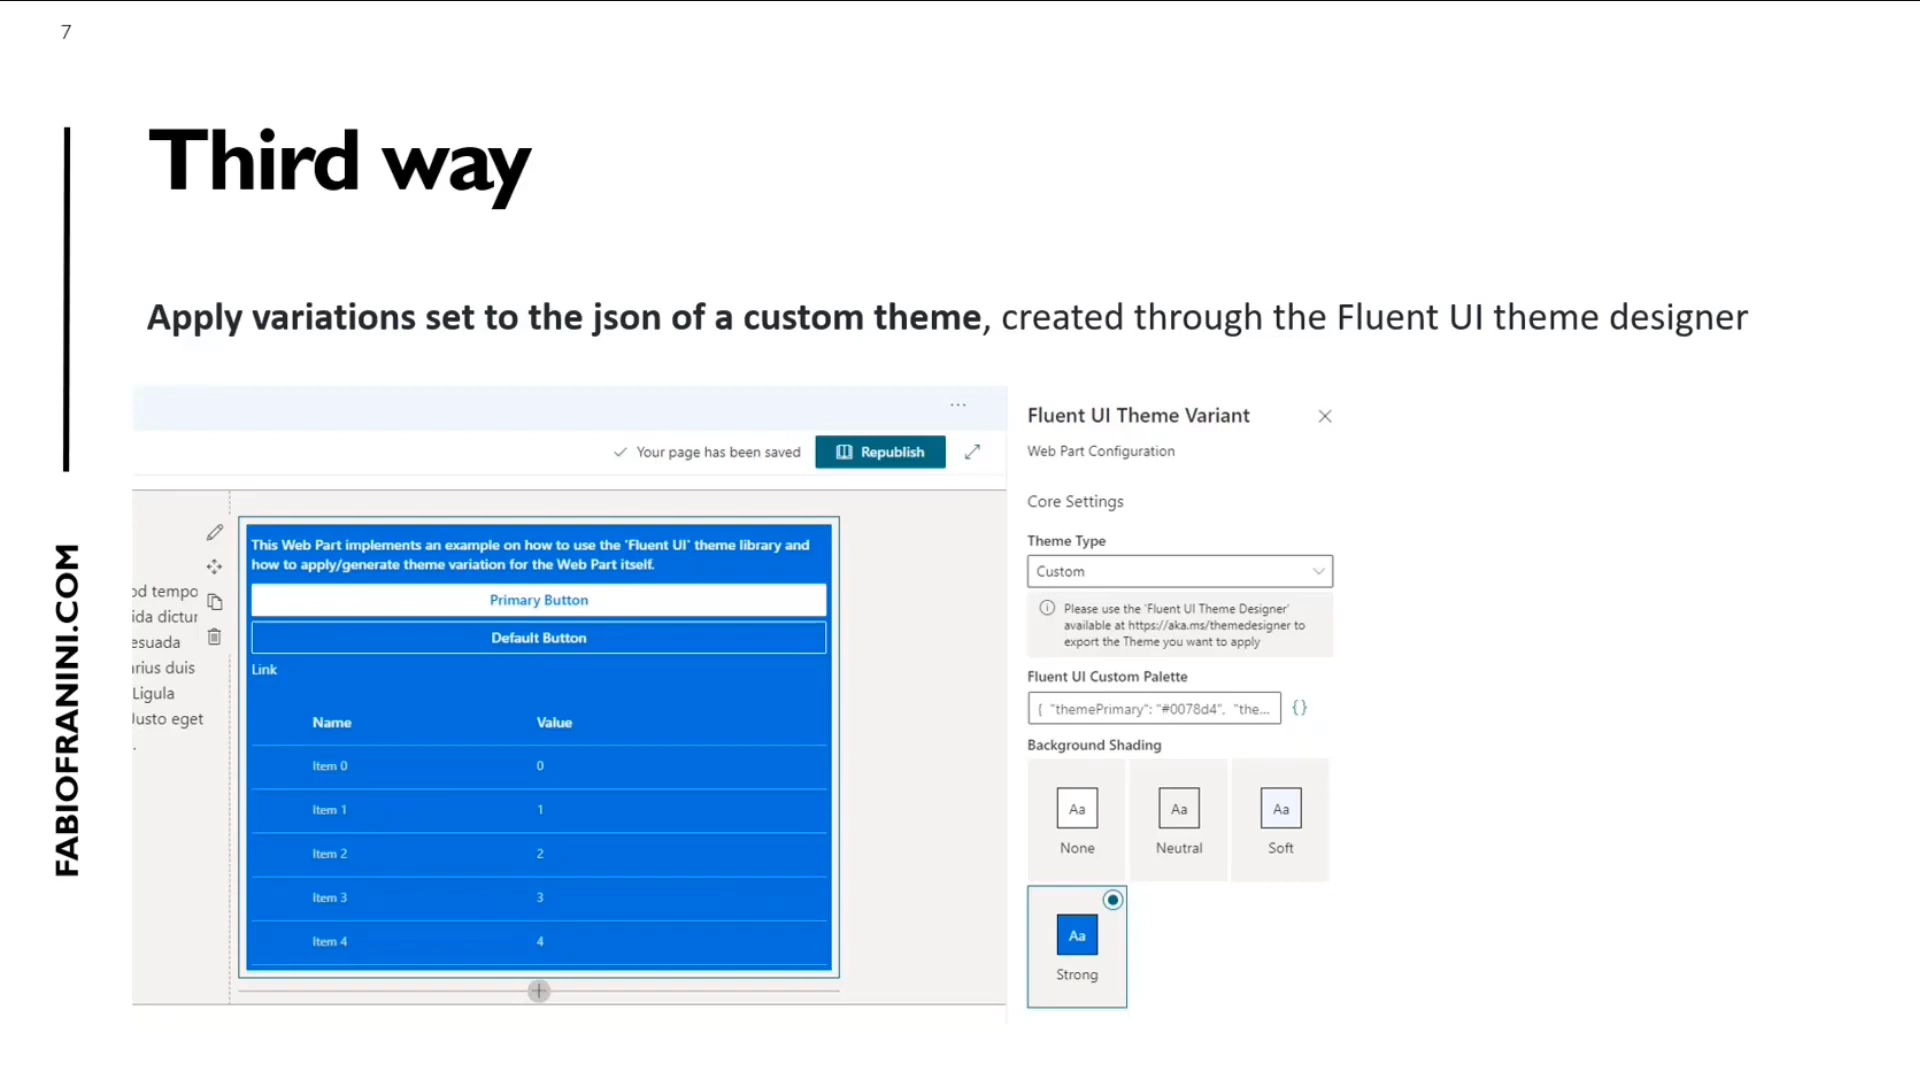 7
Third way
Apply variations set to the json of a custom theme, created through the Fluent UI theme designer
FABIOFRANINI.COM
...
Your page has been saved
Republish
od tempo
ida dictur
esuada
arius duis
Ligula
Justo eget
.
This Web Part implements an example on how to use the 'Fluent UI' theme library and
how to apply/generate theme variation for the Web Part itself.
Primary Button
Default Button
Link
Name Value
Item 0 0
Item 1 1
Item 2 2
Item 3 3
Item 4 4
Fluent UI Theme Variant
Web Part Configuration
Core Settings
Theme Type
Custom
Please use the 'Fluent UI Theme Designer'
available at https://aka.ms/themedesigner to
export the Theme you want to apply
Fluent UI Custom Palette
{ "themePrimary": "#0078d4", "the... {}
Background Shading
Aa Aa Aa
None Neutral Soft
Aa
Strong